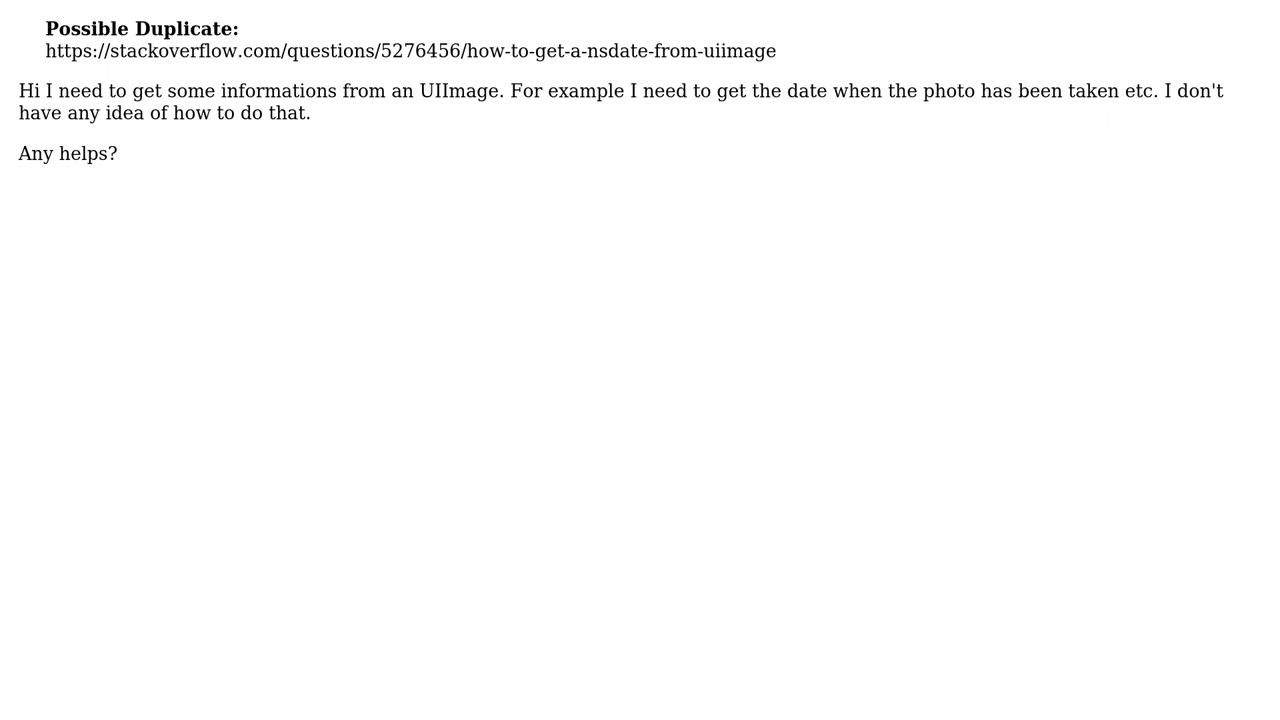 Possible Duplicate:
https://stackoverflow.com/questions/5276456/how-to-get-a-nsdate-from-uiimage
Hi I need to get some informations from an UIImage. For example I need to get the date when the photo has been taken etc. I don't
have any idea of how to do that.
Any helps?